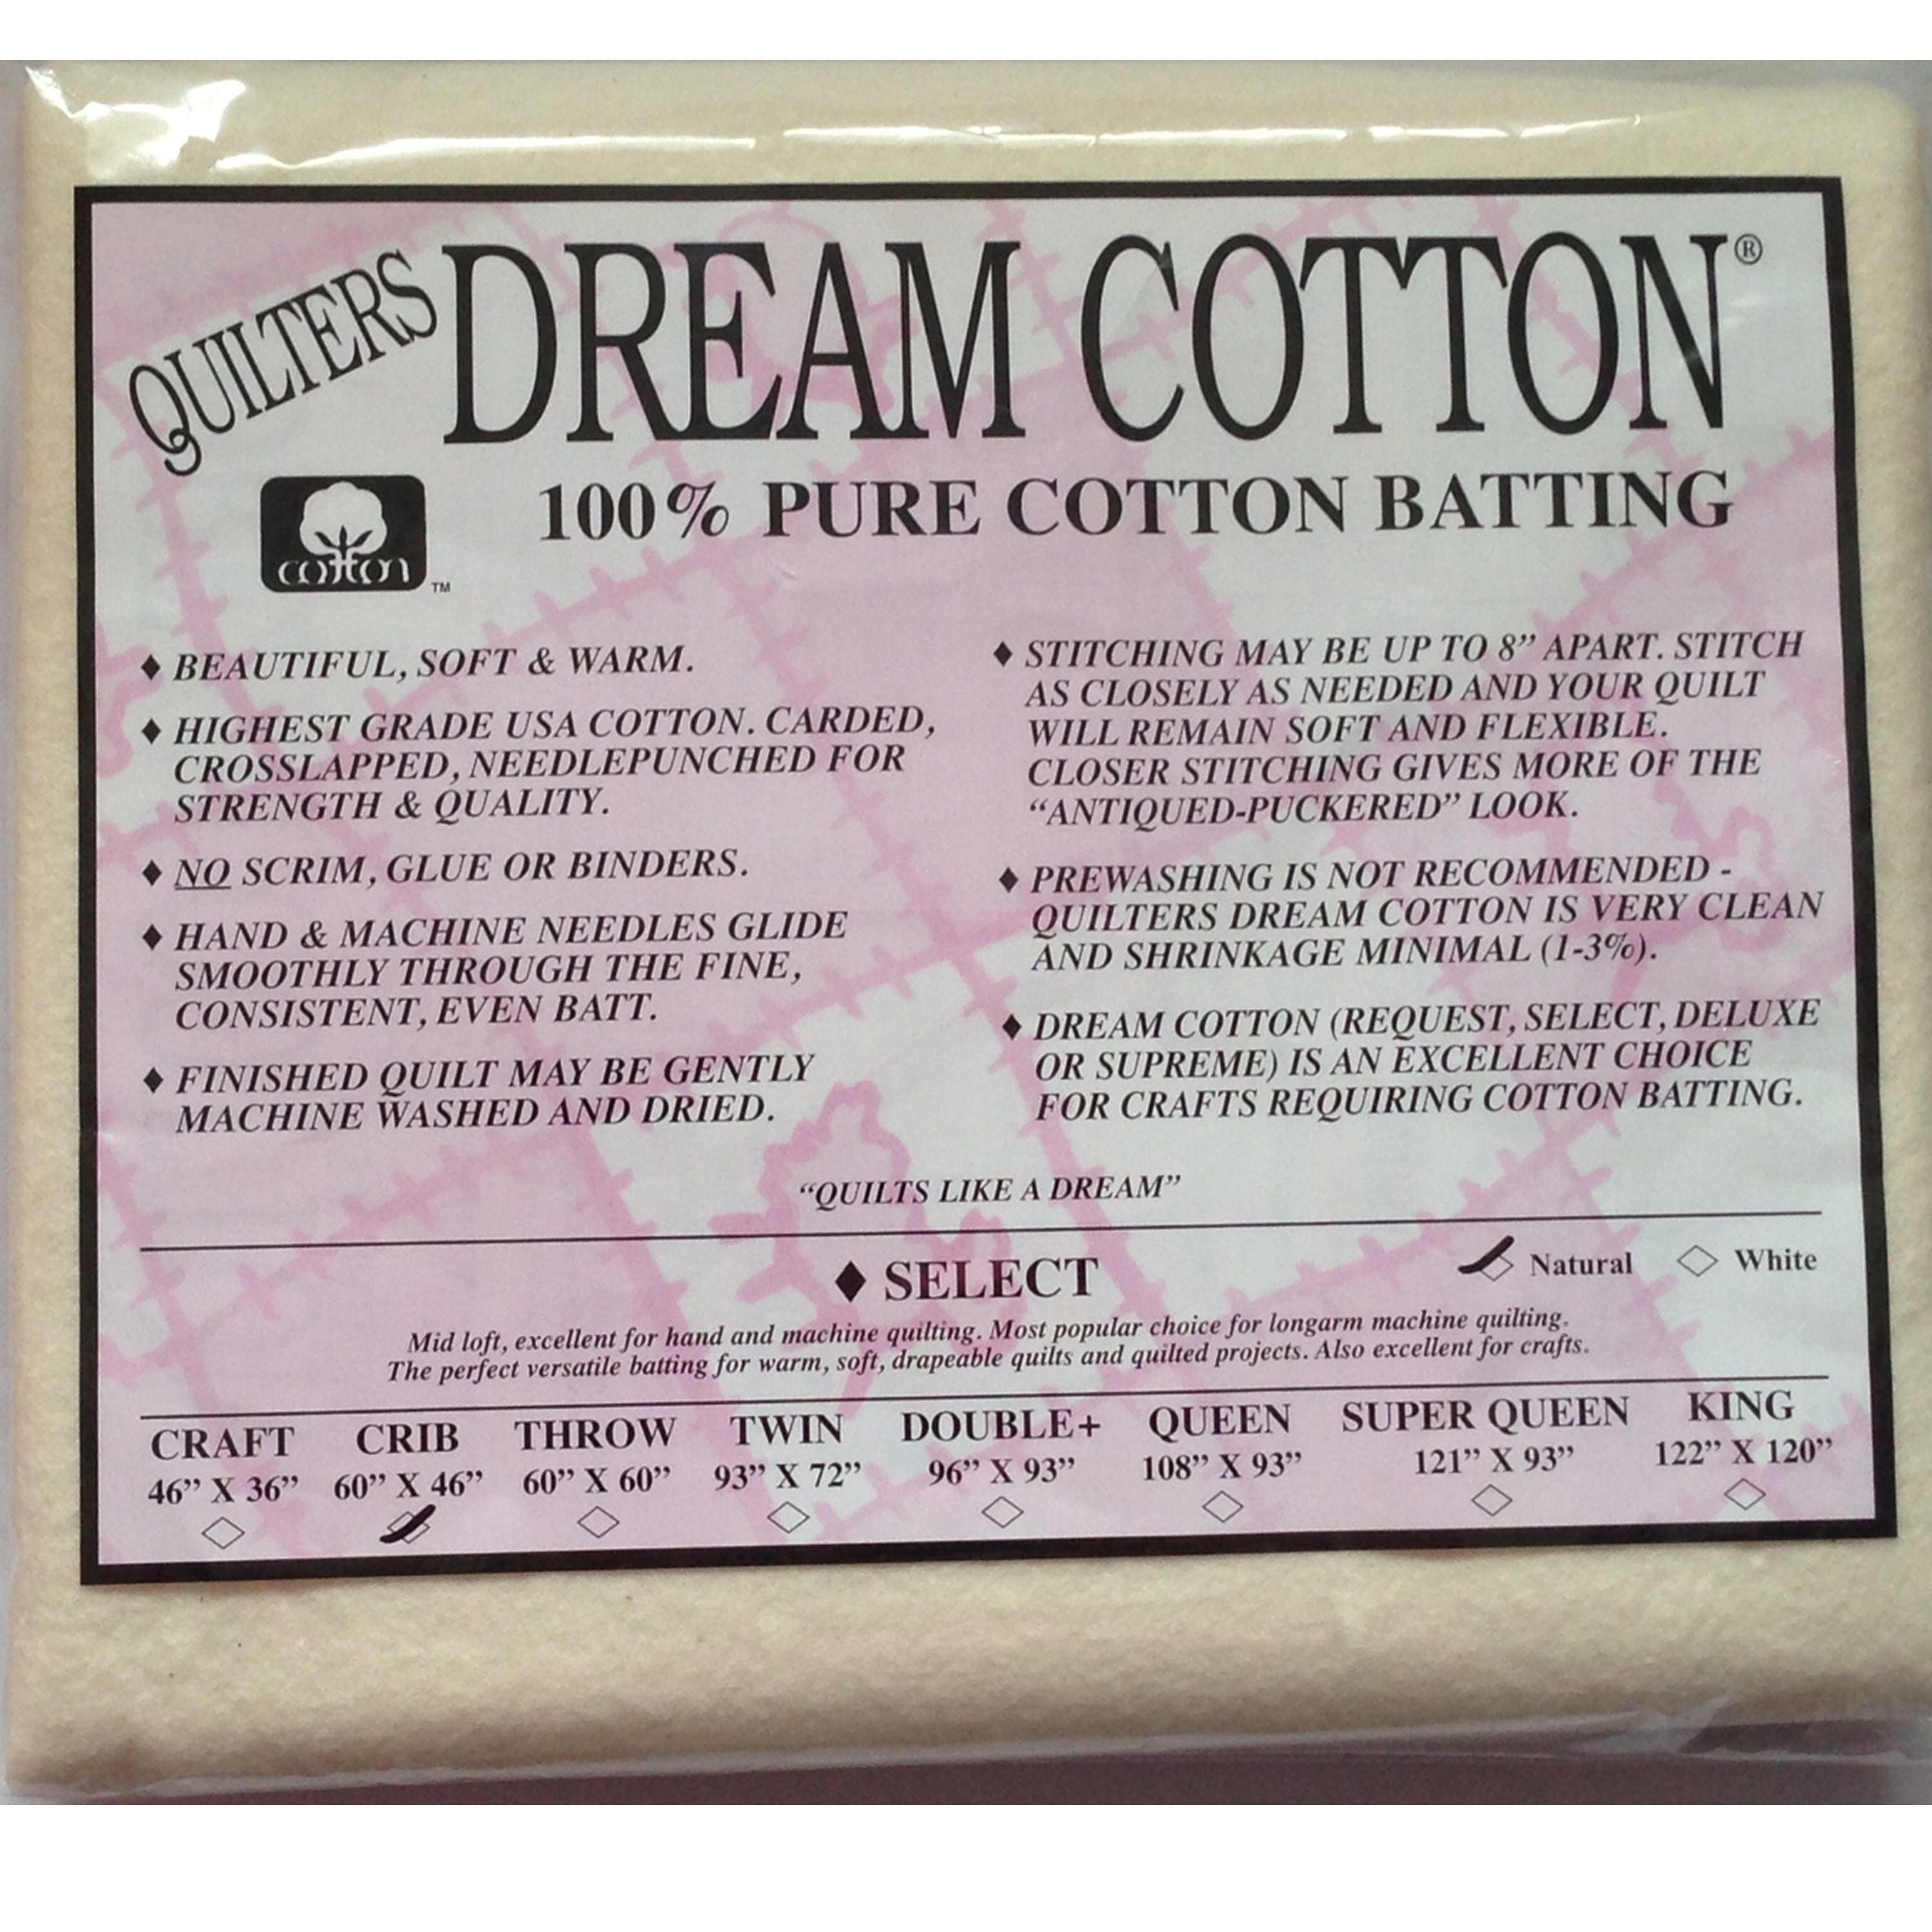 QUILTERS DREAM COTTON®
100% PURE COTTON BATTING
cotton ™
♦ BEAUTIFUL, SOFT & WARM.
♦ HIGHEST GRADE USA COTTON. CARDED,
CROSSLAPPED, NEEDLEPUNCHED FOR
STRENGTH & QUALITY.
♦ NO SCRIM, GLUE OR BINDERS.
♦ HAND & MACHINE NEEDLES GLIDE
SMOOTHLY THROUGH THE FINE,
CONSISTENT, EVEN BATT.
♦ FINISHED QUILT MAY BE GENTLY
MACHINE WASHED AND DRIED.
♦ STITCHING MAY BE UP TO 8” APART. STITCH
AS CLOSELY AS NEEDED AND YOUR QUILT
WILL REMAIN SOFT AND FLEXIBLE.
CLOSER STITCHING GIVES MORE OF THE
“ANTIQUED-PUCKERED” LOOK.
♦ PREWASHING IS NOT RECOMMENDED -
QUILTERS DREAM COTTON IS VERY CLEAN
AND SHRINKAGE MINIMAL (1-3%).
♦ DREAM COTTON (REQUEST, SELECT, DELUXE
OR SUPREME) IS AN EXCELLENT CHOICE
FOR CRAFTS REQUIRING COTTON BATTING.
“QUILTS LIKE A DREAM”
♦ SELECT
Natural White
Mid loft, excellent for hand and machine quilting. Most popular choice for longarm machine quilting.
The perfect versatile batting for warm, soft, drapeable quilts and quilted projects. Also excellent for crafts.
CRAFT CRIB THROW TWIN DOUBLE+ QUEEN SUPER QUEEN KING
46” X 36” 60” X 46” 60” X 60” 93” X 72” 96” X 93” 108” X 93” 121” X 93” 122” X 120”